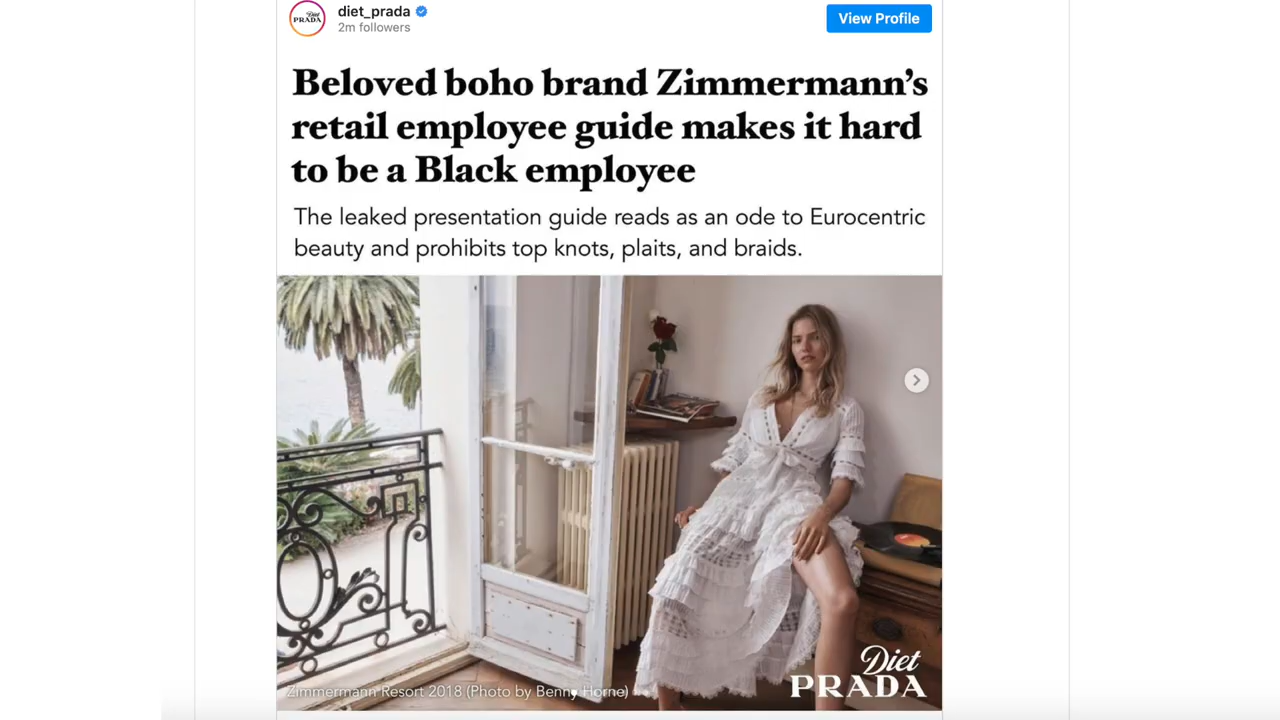 Diet
PRADA
diet_prada
2m followers
View Profile
Beloved boho brand Zimmermann’s
retail employee guide makes it hard
to be a Black employee
The leaked presentation guide reads as an ode to Eurocentric
beauty and prohibits top knots, plaits, and braids.
Zimmermann Resort 2018 (Photo by Benny Horne)
Diet
PRADA